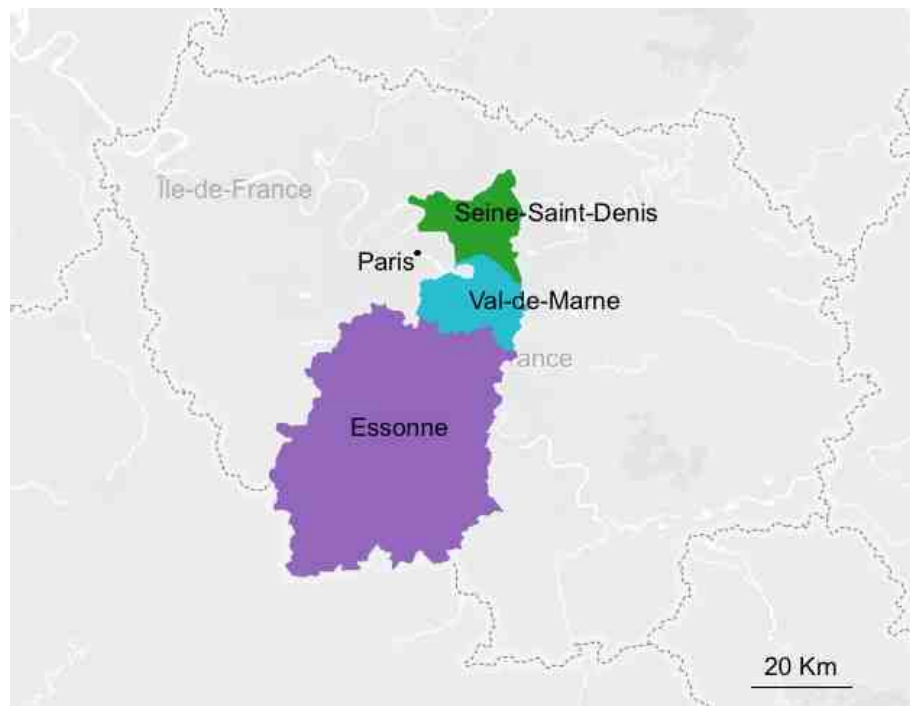 Île-de-France
Seine-Saint-Denis
Paris
Val-de-Marne
ance
Essonne
20 Km